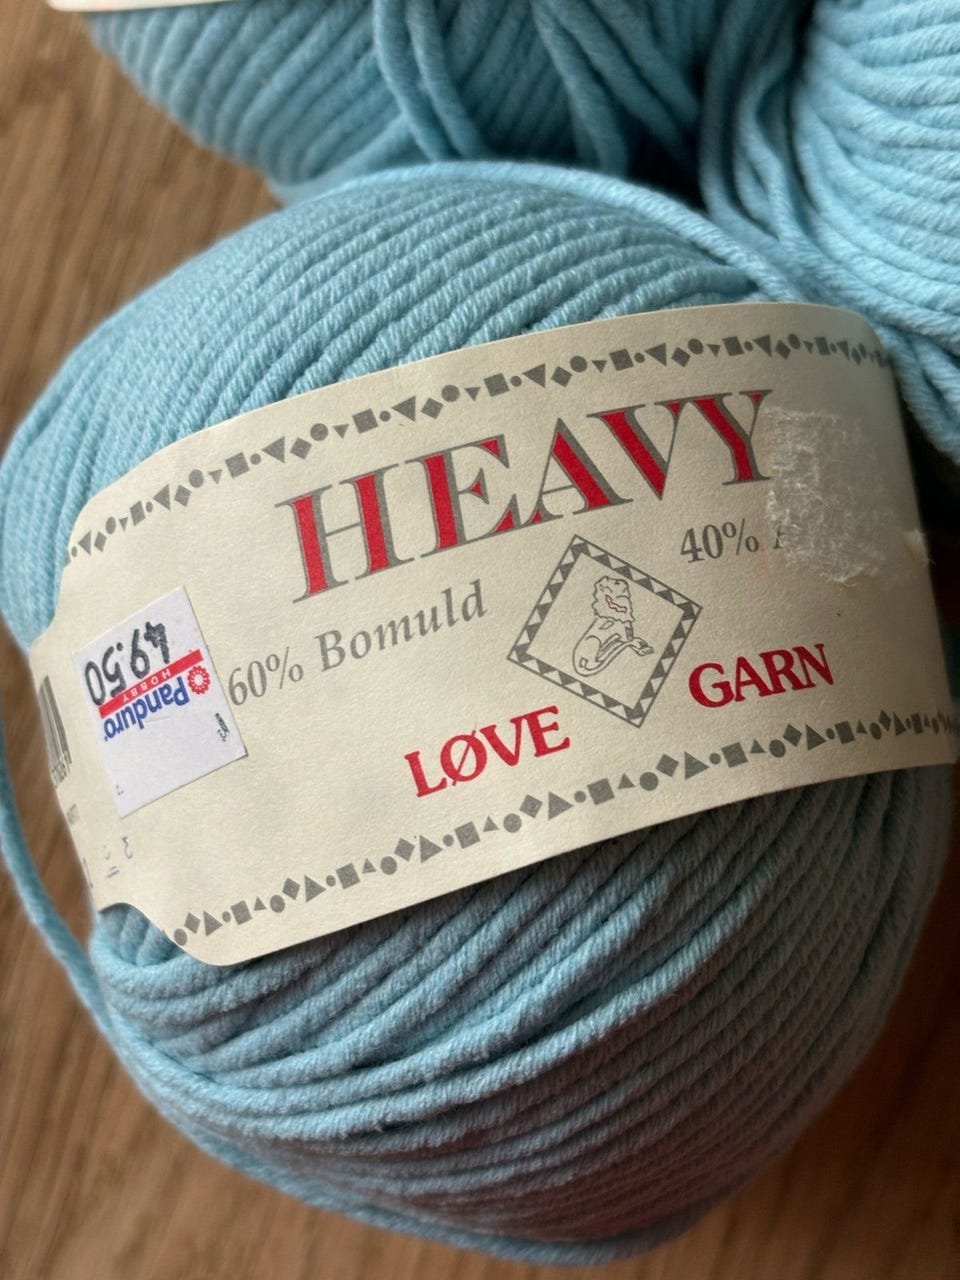 HEAVY
60% Bomuld
40%
LØVE GARN
Panduro
HOBBY
49.50